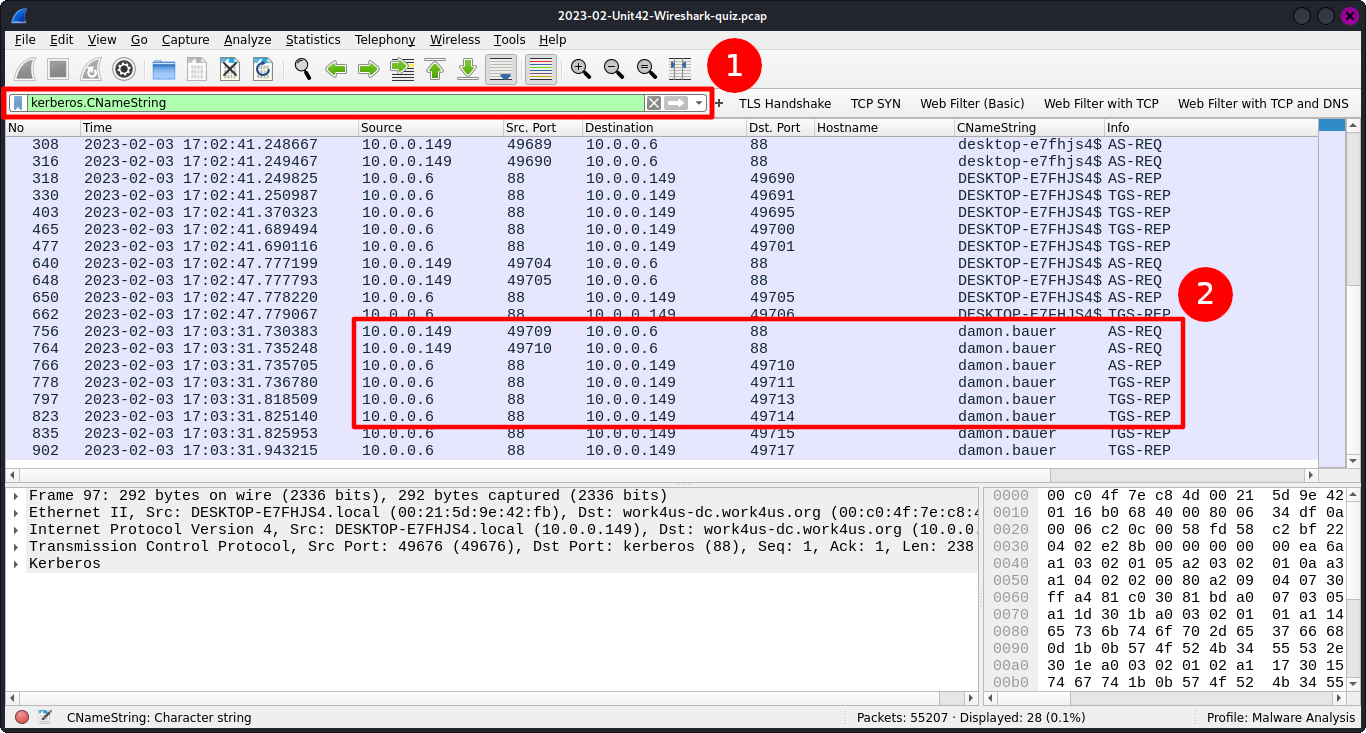 2023-02-Unit42-Wireshark-quiz.pcap
File Edit View Go Capture Analyze Statistics Telephony Wireless Tools Help
1
kerberos.CNameString + TLS Handshake TCP SYN Web Filter (Basic) Web Filter with TCP Web Filter with TCP and DNS
No Time Source Src. Port Destination Dst. Port Hostname CNameString Info
308 2023-02-03 17:02:41.248667 10.0.0.149 49689 10.0.0.6 88 desktop-e7fhjs4$ AS-REQ
316 2023-02-03 17:02:41.249467 10.0.0.149 49690 10.0.0.6 88 desktop-e7fhjs4$ AS-REQ
318 2023-02-03 17:02:41.249825 10.0.0.6 88 10.0.0.149 49690 DESKTOP-E7FHJS4$ AS-REP
330 2023-02-03 17:02:41.250987 10.0.0.6 88 10.0.0.149 49691 DESKTOP-E7FHJS4$ TGS-REP
403 2023-02-03 17:02:41.370323 10.0.0.6 88 10.0.0.149 49695 DESKTOP-E7FHJS4$ TGS-REP
465 2023-02-03 17:02:41.689494 10.0.0.6 88 10.0.0.149 49700 DESKTOP-E7FHJS4$ TGS-REP
477 2023-02-03 17:02:41.690116 10.0.0.6 88 10.0.0.149 49701 DESKTOP-E7FHJS4$ TGS-REP
640 2023-02-03 17:02:47.777199 10.0.0.149 49704 10.0.0.6 88 DESKTOP-E7FHJS4$ AS-REQ
648 2023-02-03 17:02:47.777793 10.0.0.149 49705 10.0.0.6 88 DESKTOP-E7FHJS4$ AS-REQ
650 2023-02-03 17:02:47.778220 10.0.0.6 88 10.0.0.149 49705 DESKTOP-E7FHJS4$ AS-REP
2
662 2023-02-03 17:02:47.779067 10.0.0.6 88 10.0.0.149 49706 DESKTOP-E7FHJS4$ TGS-REP
756 2023-02-03 17:03:31.730383 10.0.0.149 49709 10.0.0.6 88 damon.bauer AS-REQ
764 2023-02-03 17:03:31.735248 10.0.0.149 49710 10.0.0.6 88 damon.bauer AS-REQ
766 2023-02-03 17:03:31.735705 10.0.0.6 88 10.0.0.149 49710 damon.bauer AS-REP
778 2023-02-03 17:03:31.736780 10.0.0.6 88 10.0.0.149 49711 damon.bauer TGS-REP
797 2023-02-03 17:03:31.818509 10.0.0.6 88 10.0.0.149 49713 damon.bauer TGS-REP
823 2023-02-03 17:03:31.825140 10.0.0.6 88 10.0.0.149 49714 damon.bauer TGS-REP
835 2023-02-03 17:03:31.825953 10.0.0.6 88 10.0.0.149 49715 damon.bauer TGS-REP
902 2023-02-03 17:03:31.943215 10.0.0.6 88 10.0.0.149 49717 damon.bauer TGS-REP
Frame 97: 292 bytes on wire (2336 bits), 292 bytes captured (2336 bits)
Ethernet II, Src: DESKTOP-E7FHJS4.local (00:21:5d:9e:42:fb), Dst: work4us-dc.work4us.org (00:c0:4f:7e:c8:4
Internet Protocol Version 4, Src: DESKTOP-E7FHJS4.local (10.0.0.149), Dst: work4us-dc.work4us.org (10.0.0.
Transmission Control Protocol, Src Port: 49676 (49676), Dst Port: kerberos (88), Seq: 1, Ack: 1, Len: 238
Kerberos
0000 00 c0 4f 7e c8 4d 00 21 5d 9e 42
0010 01 16 b0 68 40 00 80 06 34 df 0a
0020 00 06 c2 0c 00 58 fd 58 c2 bf 22
0030 04 02 e2 8b 00 00 00 00 00 ea 6a
0040 a1 03 02 01 05 a2 03 02 01 0a a3
0050 a1 04 02 02 00 80 a2 09 04 07 30
0060 ff a4 81 c0 30 81 bd a0 07 03 05
0070 a1 1d 30 1b a0 03 02 01 01 a1 14
0080 65 73 6b 74 6f 70 2d 65 37 66 68
0090 0d 1b 0b 57 4f 52 4b 34 55 53 2e
00a0 30 1e a0 03 02 01 02 a1 17 30 15
00b0 74 67 74 1b 0b 57 4f 52 4b 34 55
CNameString: Character string Packets: 55207 · Displayed: 28 (0.1%) Profile: Malware Analysis